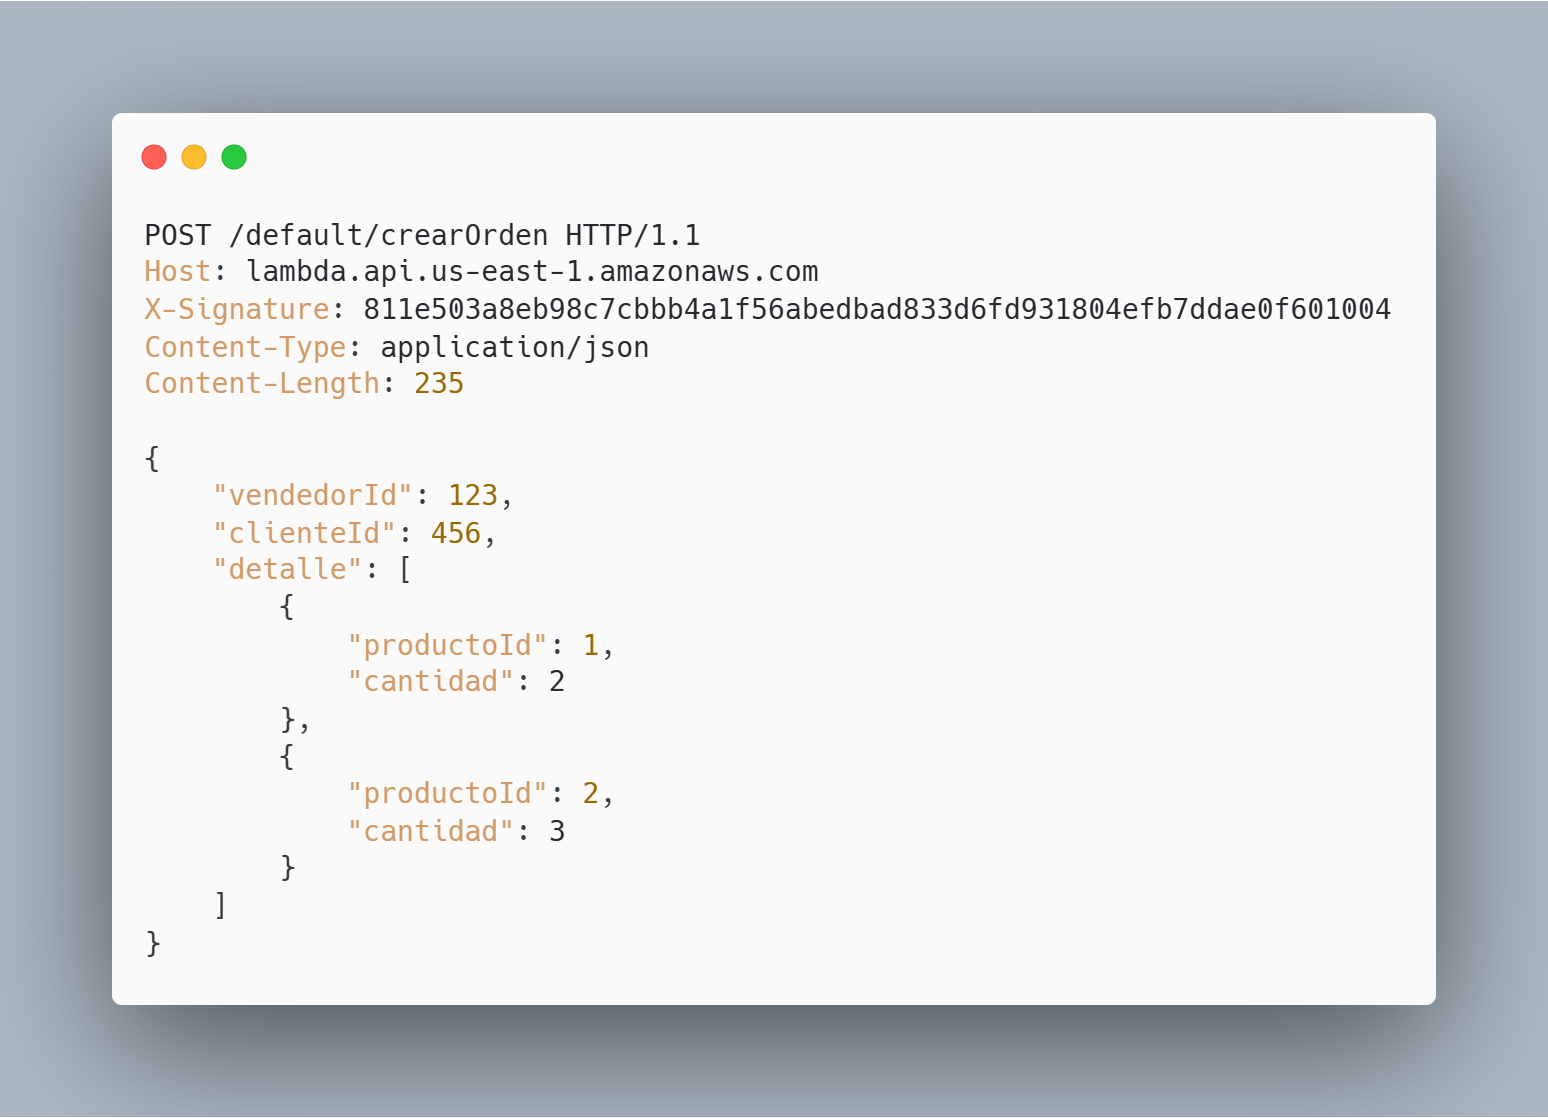 POST /default/crearOrden HTTP/1.1
Host: lambda.api.us-east-1.amazonaws.com
X-Signature: 811e503a8eb98c7cbbb4a1f56abedbad833d6fd931804efb7ddae0f601004
Content-Type: application/json
Content-Length: 235

{
    "vendedorId": 123,
    "clienteId": 456,
    "detalle": [
        {
            "productoId": 1,
            "cantidad": 2
        },
        {
            "productoId": 2,
            "cantidad": 3
        }
    ]
}